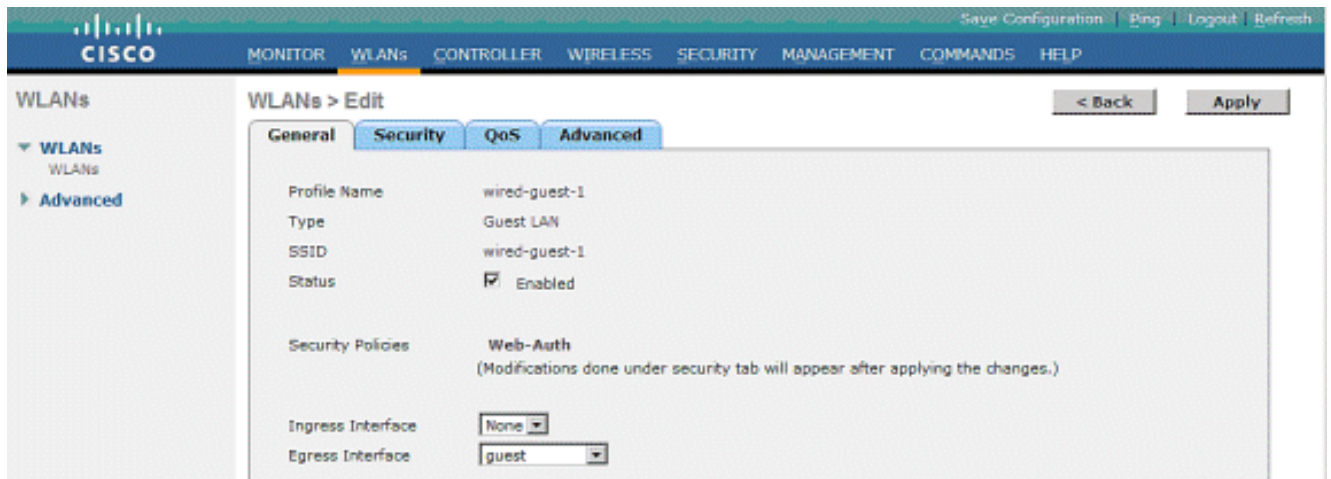 Save Configuration | Ping | Logout | Refresh
CISCO
MONITOR WLANs CONTROLLER WIRELESS SECURITY MANAGEMENT COMMANDS HELP
WLANs
WLANs
WLANs
Advanced
WLANs > Edit
< Back
Apply
General Security QoS Advanced
Profile Name wired-guest-1
Type Guest LAN
SSID wired-guest-1
Status Enabled
Security Policies Web-Auth
(Modifications done under security tab will appear after applying the changes.)
Ingress Interface None
Egress Interface guest